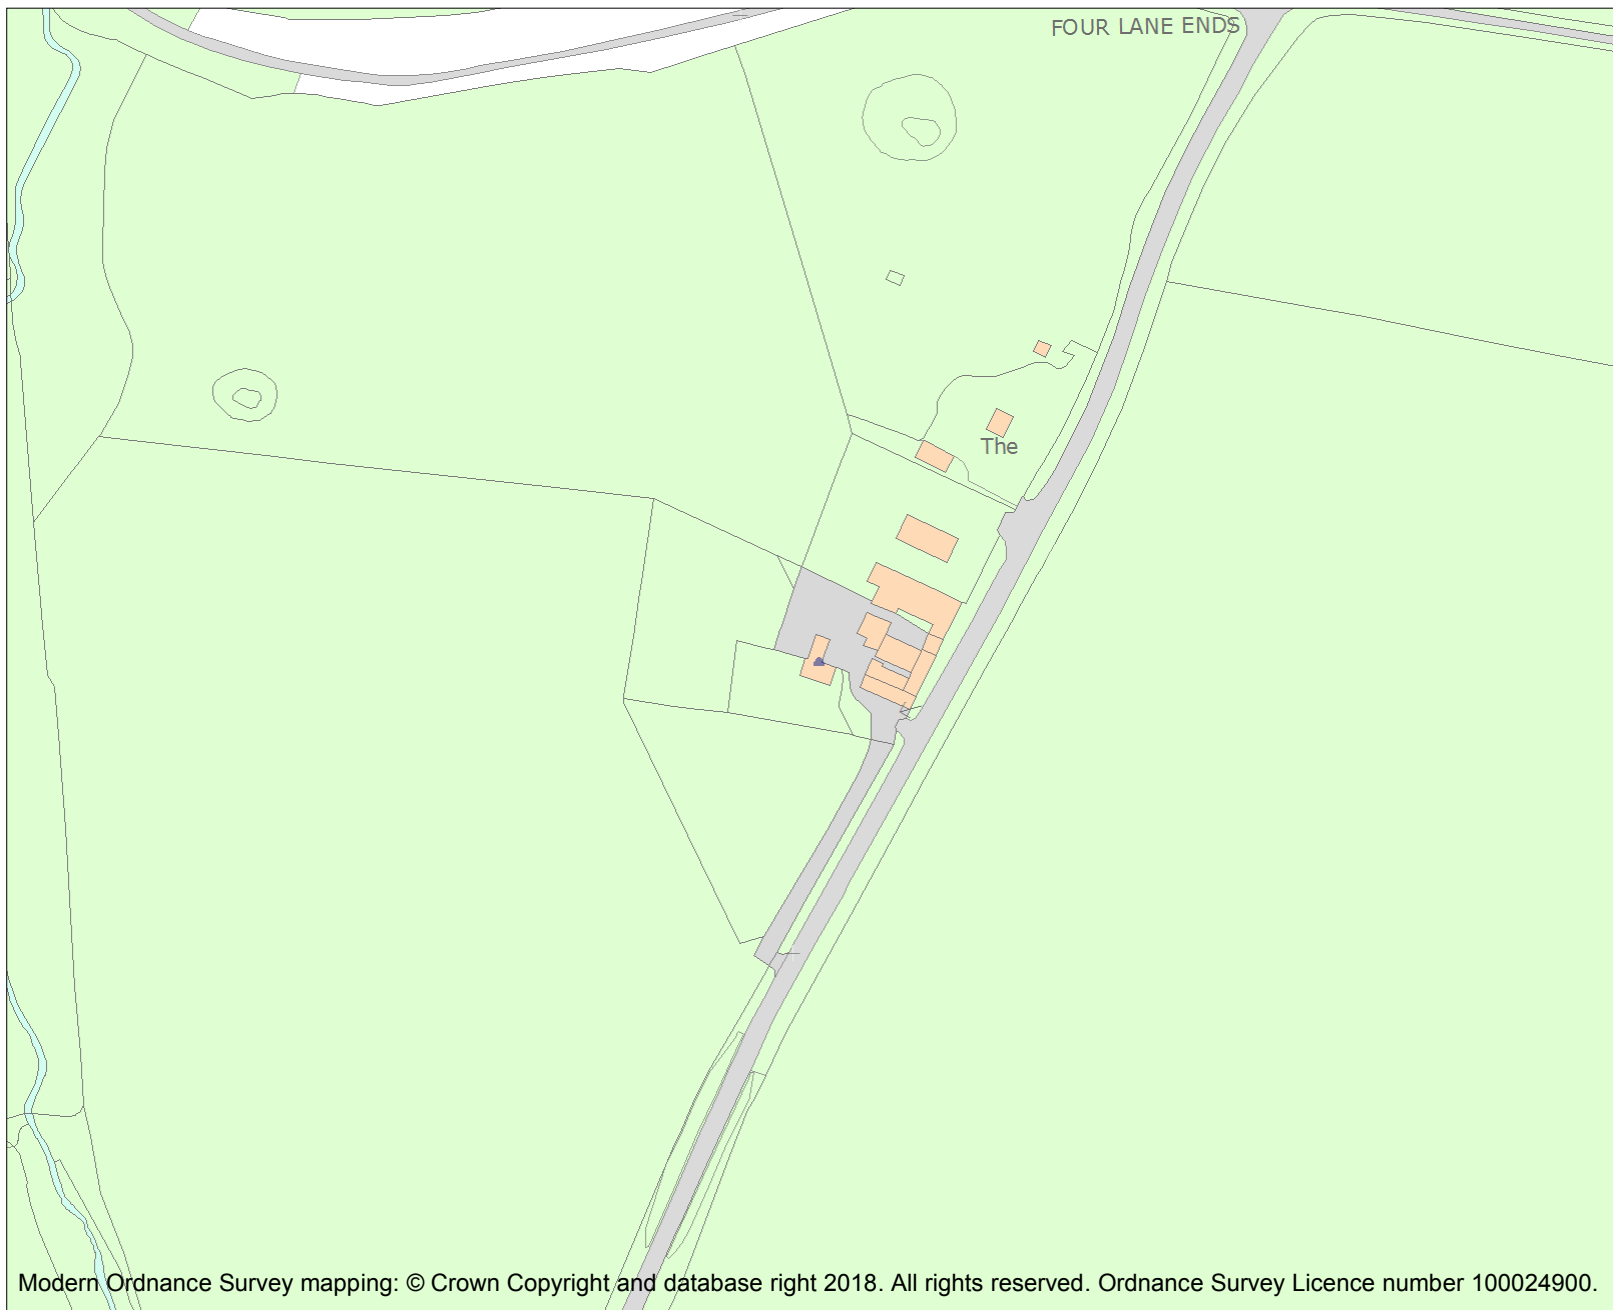 FOUR LANE ENDS
The
Modern Ordnance Survey mapping: © Crown Copyright and database right 2018. All rights reserved. Ordnance Survey Licence number 100024900.